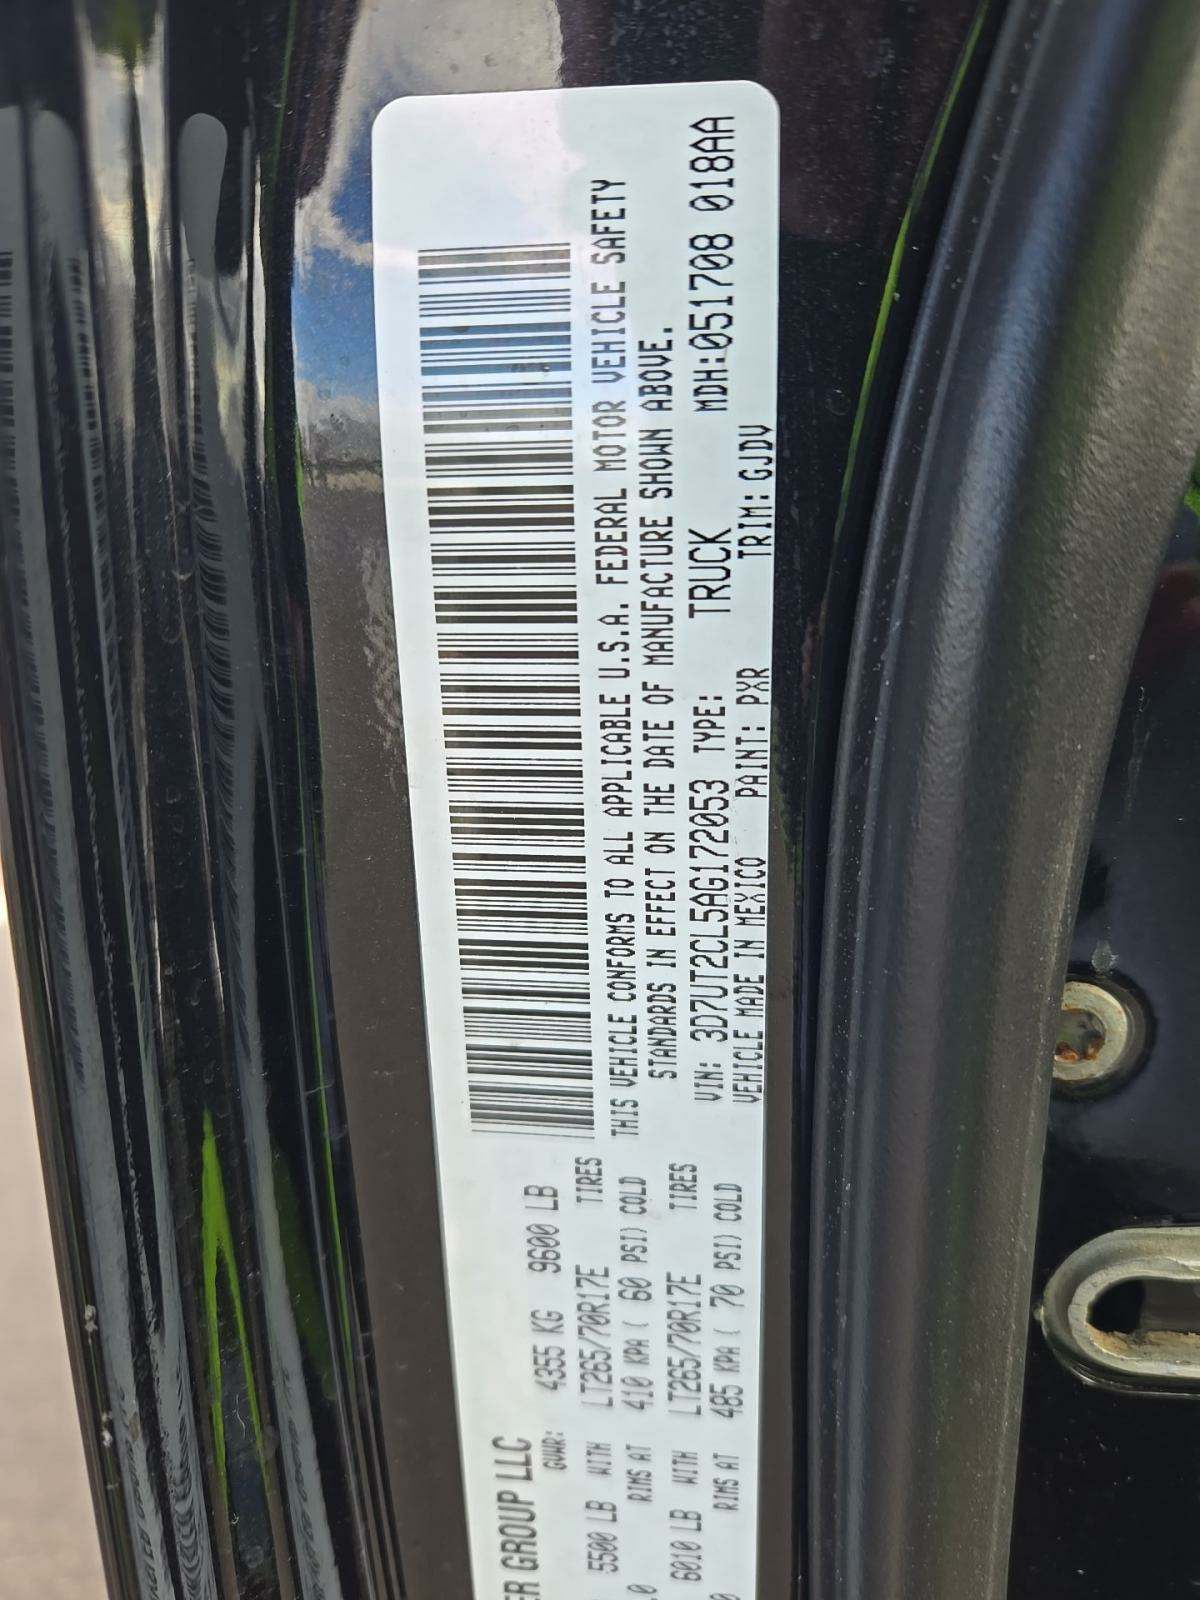 ER GROUP LLC
GVWR: 4355 KG 9600 LB
5500 LB WITH LT265/70R17E TIRES
.0 RIMS AT 410 KPA ( 60 PSI) COLD
6010 LB WITH LT265/70R17E TIRES
RIMS AT 485 KPA ( 70 PSI) COLD
THIS VEHICLE CONFORMS TO ALL APPLICABLE U.S.A. FEDERAL MOTOR VEHICLE SAFETY
STANDARDS IN EFFECT ON THE DATE OF MANUFACTURE SHOWN ABOVE.
VIN: 3D7UT2CL5AG172053 TYPE: TRUCK MDH:051708 018AA
VEHICLE MADE IN MEXICO PAINT: PXR TRIM: GJDV